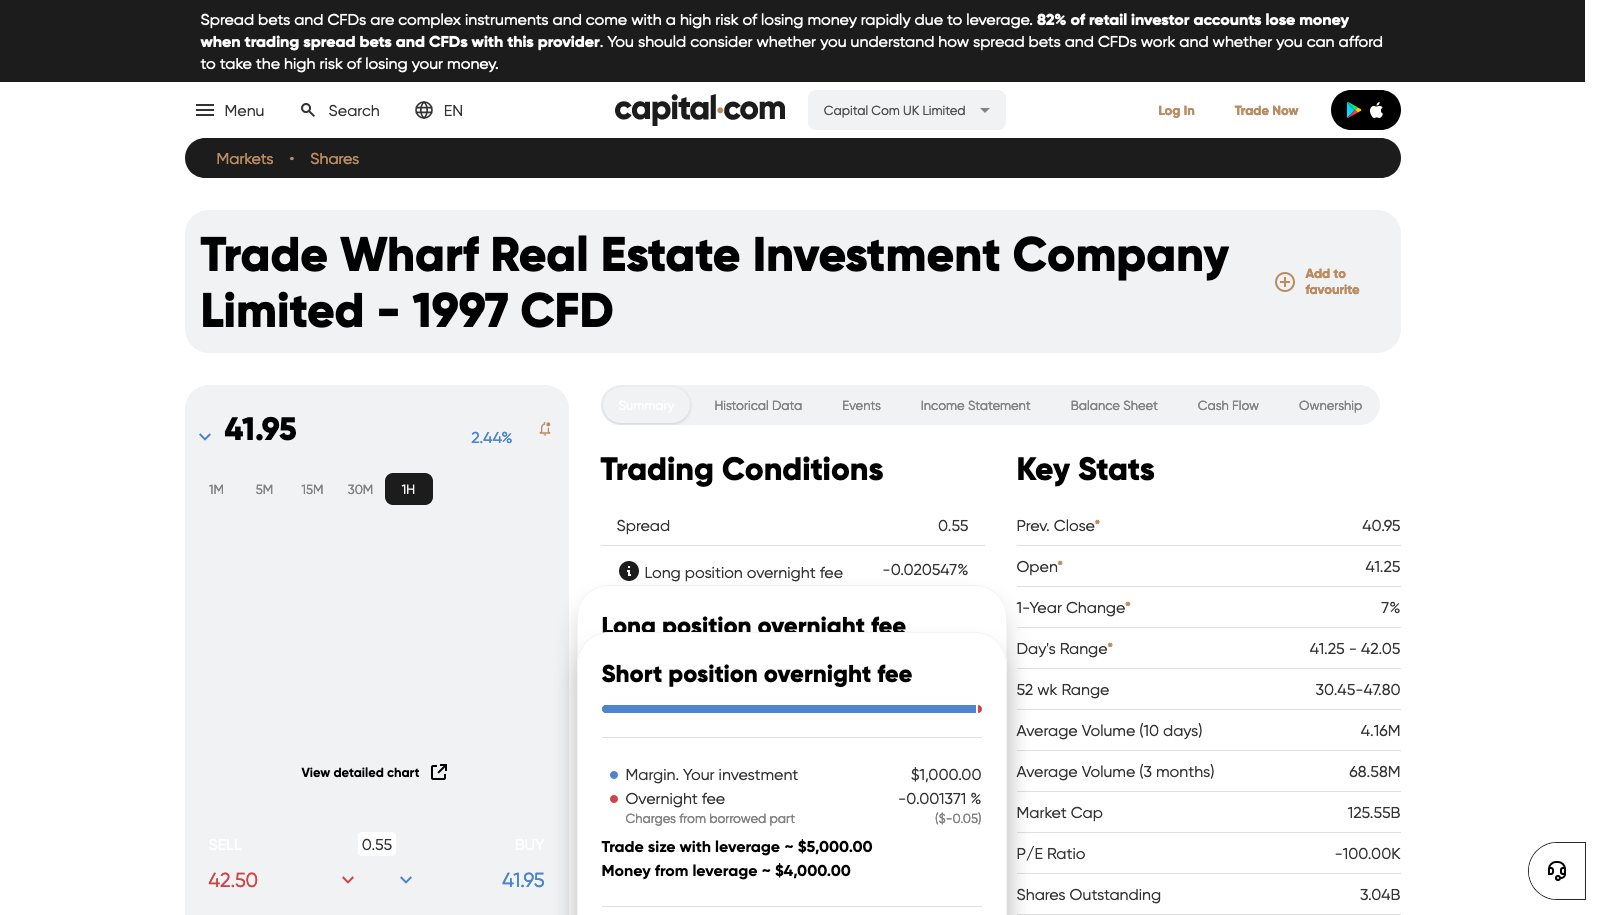 Spread bets and CFDs are complex instruments and come with a high risk of losing money rapidly due to leverage. 82% of retail investor accounts lose money
when trading spread bets and CFDs with this provider. You should consider whether you understand how spread bets and CFDs work and whether you can afford
to take the high risk of losing your money.
Menu
Search
EN
capital.com
Capital Com UK Limited
Log In
Trade Now
Markets
Shares
Trade Wharf Real Estate Investment Company
Limited - 1997 CFD
Add to
favourite
41.95
2.44%
1M 5M 15M 30M 1H
View detailed chart
SELL 0.55 BUY
42.50 41.95
Summary Historical Data Events Income Statement Balance Sheet Cash Flow Ownership
Trading Conditions
Spread 0.55
Long position overnight fee -0.020547%
Long position overnight fee
Short position overnight fee
Margin. Your investment $1,000.00
Overnight fee -0.001371 %
Charges from borrowed part ($-0.05)
Trade size with leverage ~ $5,000.00
Money from leverage ~ $4,000.00
Key Stats
Prev. Close* 40.95
Open* 41.25
1-Year Change* 7%
Day's Range* 41.25 - 42.05
52 wk Range 30.45-47.80
Average Volume (10 days) 4.16M
Average Volume (3 months) 68.58M
Market Cap 125.55B
P/E Ratio -100.00K
Shares Outstanding 3.04B